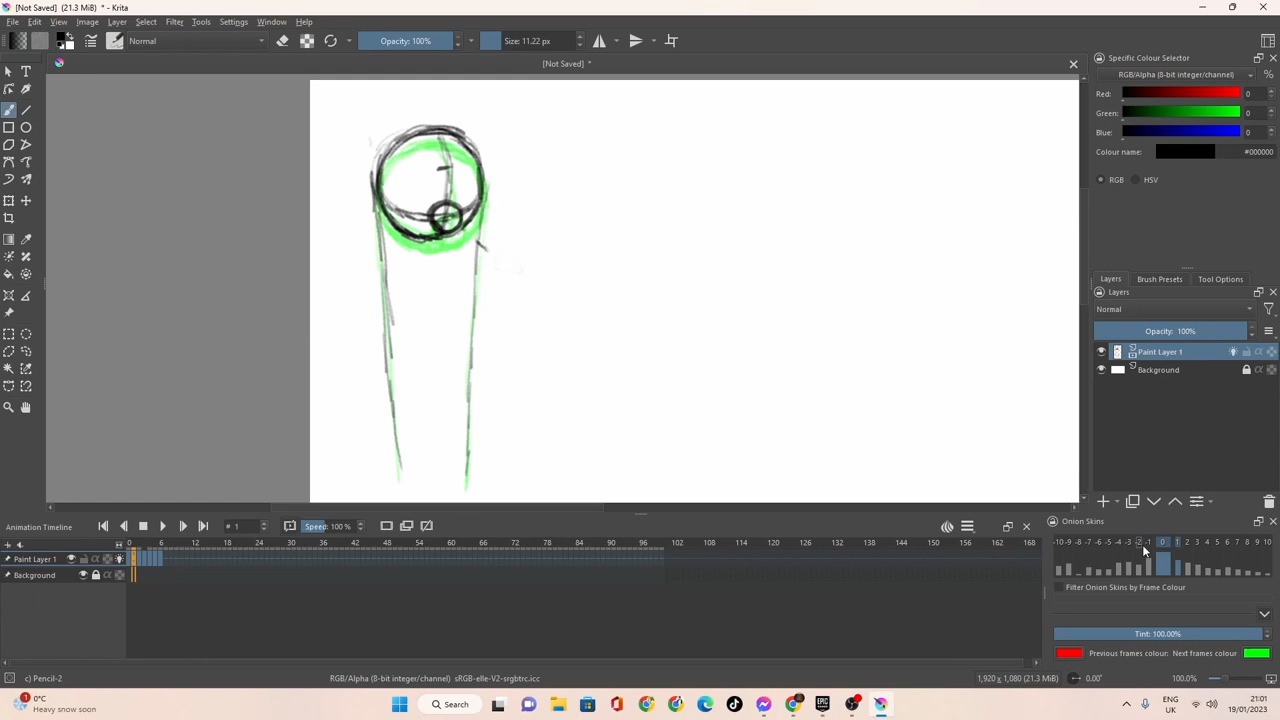 [Not Saved] (21.3 MiB) * - Krita
File Edit View Image Layer Select Filter Tools Settings Window Help
Normal Opacity: 100% Size: 11.22 px
[Not Saved] *
Specific Colour Selector
RGB/Alpha (8-bit integer/channel) %
Red: 0
Green: 0
Blue: 0
Colour name: #000000
RGB HSV
Layers Brush Presets Tool Options
Layers
Normal
Opacity: 100%
Paint Layer 1
Background
Animation Timeline # 1 Speed: 100 %
0 6 12 18 24 30 36 42 48 54 60 66 72 78 84 90 96 102 108 114 120 126 132 138 144 150 156 162 168
Paint Layer 1
Background
Onion Skins
-10 -9 -8 -7 -6 -5 -4 -3 -2 -1 0 1 2 3 4 5 6 7 8 9 10
Filter Onion Skins by Frame Colour
Tint: 100.00%
Previous frames colour: Next frames colour:
c) Pencil-2 RGB/Alpha (8-bit integer/channel) sRGB-elle-V2-srgbtrc.icc 1,920 x 1,080 (21.3 MiB) 0.00° 100.0%
1 0°C
Heavy snow soon
Search
EPIC GAMES
ENG
UK
21:01
19/01/2023